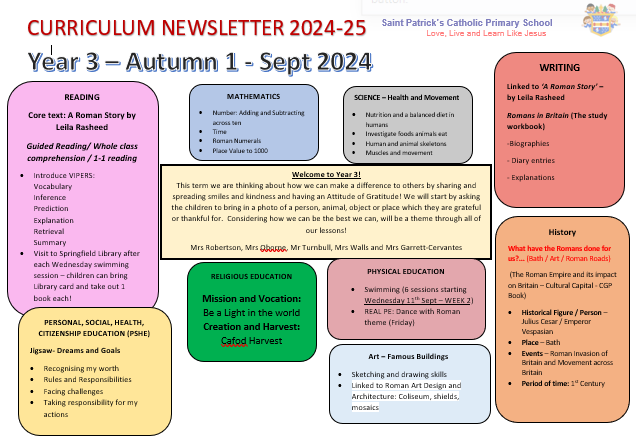 CURRICULUM NEWSLETTER 2024-25
Saint Patrick's Catholic Primary School
Love, Live and Learn Like Jesus
Year 3 – Autumn 1 - Sept 2024
READING
Core text: A Roman Story by
Leila Rasheed
Guided Reading/ Whole class
comprehension / 1-1 reading
• Introduce VIPERS:
Vocabulary
Inference
Prediction
Explanation
Retrieval
Summary
• Visit to Springfield Library after
each Wednesday swimming
session – children can bring
Library card and take out 1
book each!
MATHEMATICS
• Number: Adding and Subtracting
across ten
• Time
• Roman Numerals
• Place Value to 1000
SCIENCE – Health and Movement
• Nutrition and a balanced diet in
humans
• Investigate foods animals eat
• Human and animal skeletons
• Muscles and movement
WRITING
Linked to 'A Roman Story' –
by Leila Rasheed
Romans in Britain (The study
workbook)
-Biographies
- Diary entries
- Explanations
Welcome to Year 3!
This term we are thinking about how we can make a difference to others by sharing and
spreading smiles and kindness and having an Attitude of Gratitude! We will start by asking
the children to bring in a photo of a person, animal, object or place which they are grateful
or thankful for. Considering how we can be the best we can, will be a theme through all of
our lessons!
Mrs Robertson, Mrs Oborne, Mr Turnbull, Mrs Walls and Mrs Garrett-Cervantes
RELIGIOUS EDUCATION
Mission and Vocation:
Be a Light in the world
Creation and Harvest:
Cafod Harvest
PHYSICAL EDUCATION
• Swimming (6 sessions starting
Wednesday 11th Sept – WEEK 2)
• REAL PE: Dance with Roman
theme (Friday)
History
What have the Romans done for
us?... (Bath / Art / Roman Roads)
(The Roman Empire and its impact
on Britain – Cultural Capital - CGP
Book)
• Historical Figure / Person –
Julius Cesar / Emperor
Vespasian
• Place – Bath
• Events – Roman Invasion of
Britain and Movement across
Britain
• Period of time: 1st Century
PERSONAL, SOCIAL, HEALTH,
CITIZENSHIP EDUCATION (PSHE)
Jigsaw- Dreams and Goals
• Recognising my worth
• Rules and Responsibilities
• Facing challenges
• Taking responsibility for my
actions
Art – Famous Buildings
• Sketching and drawing skills
• Linked to Roman Art Design and
Architecture: Coliseum, shields,
mosaics